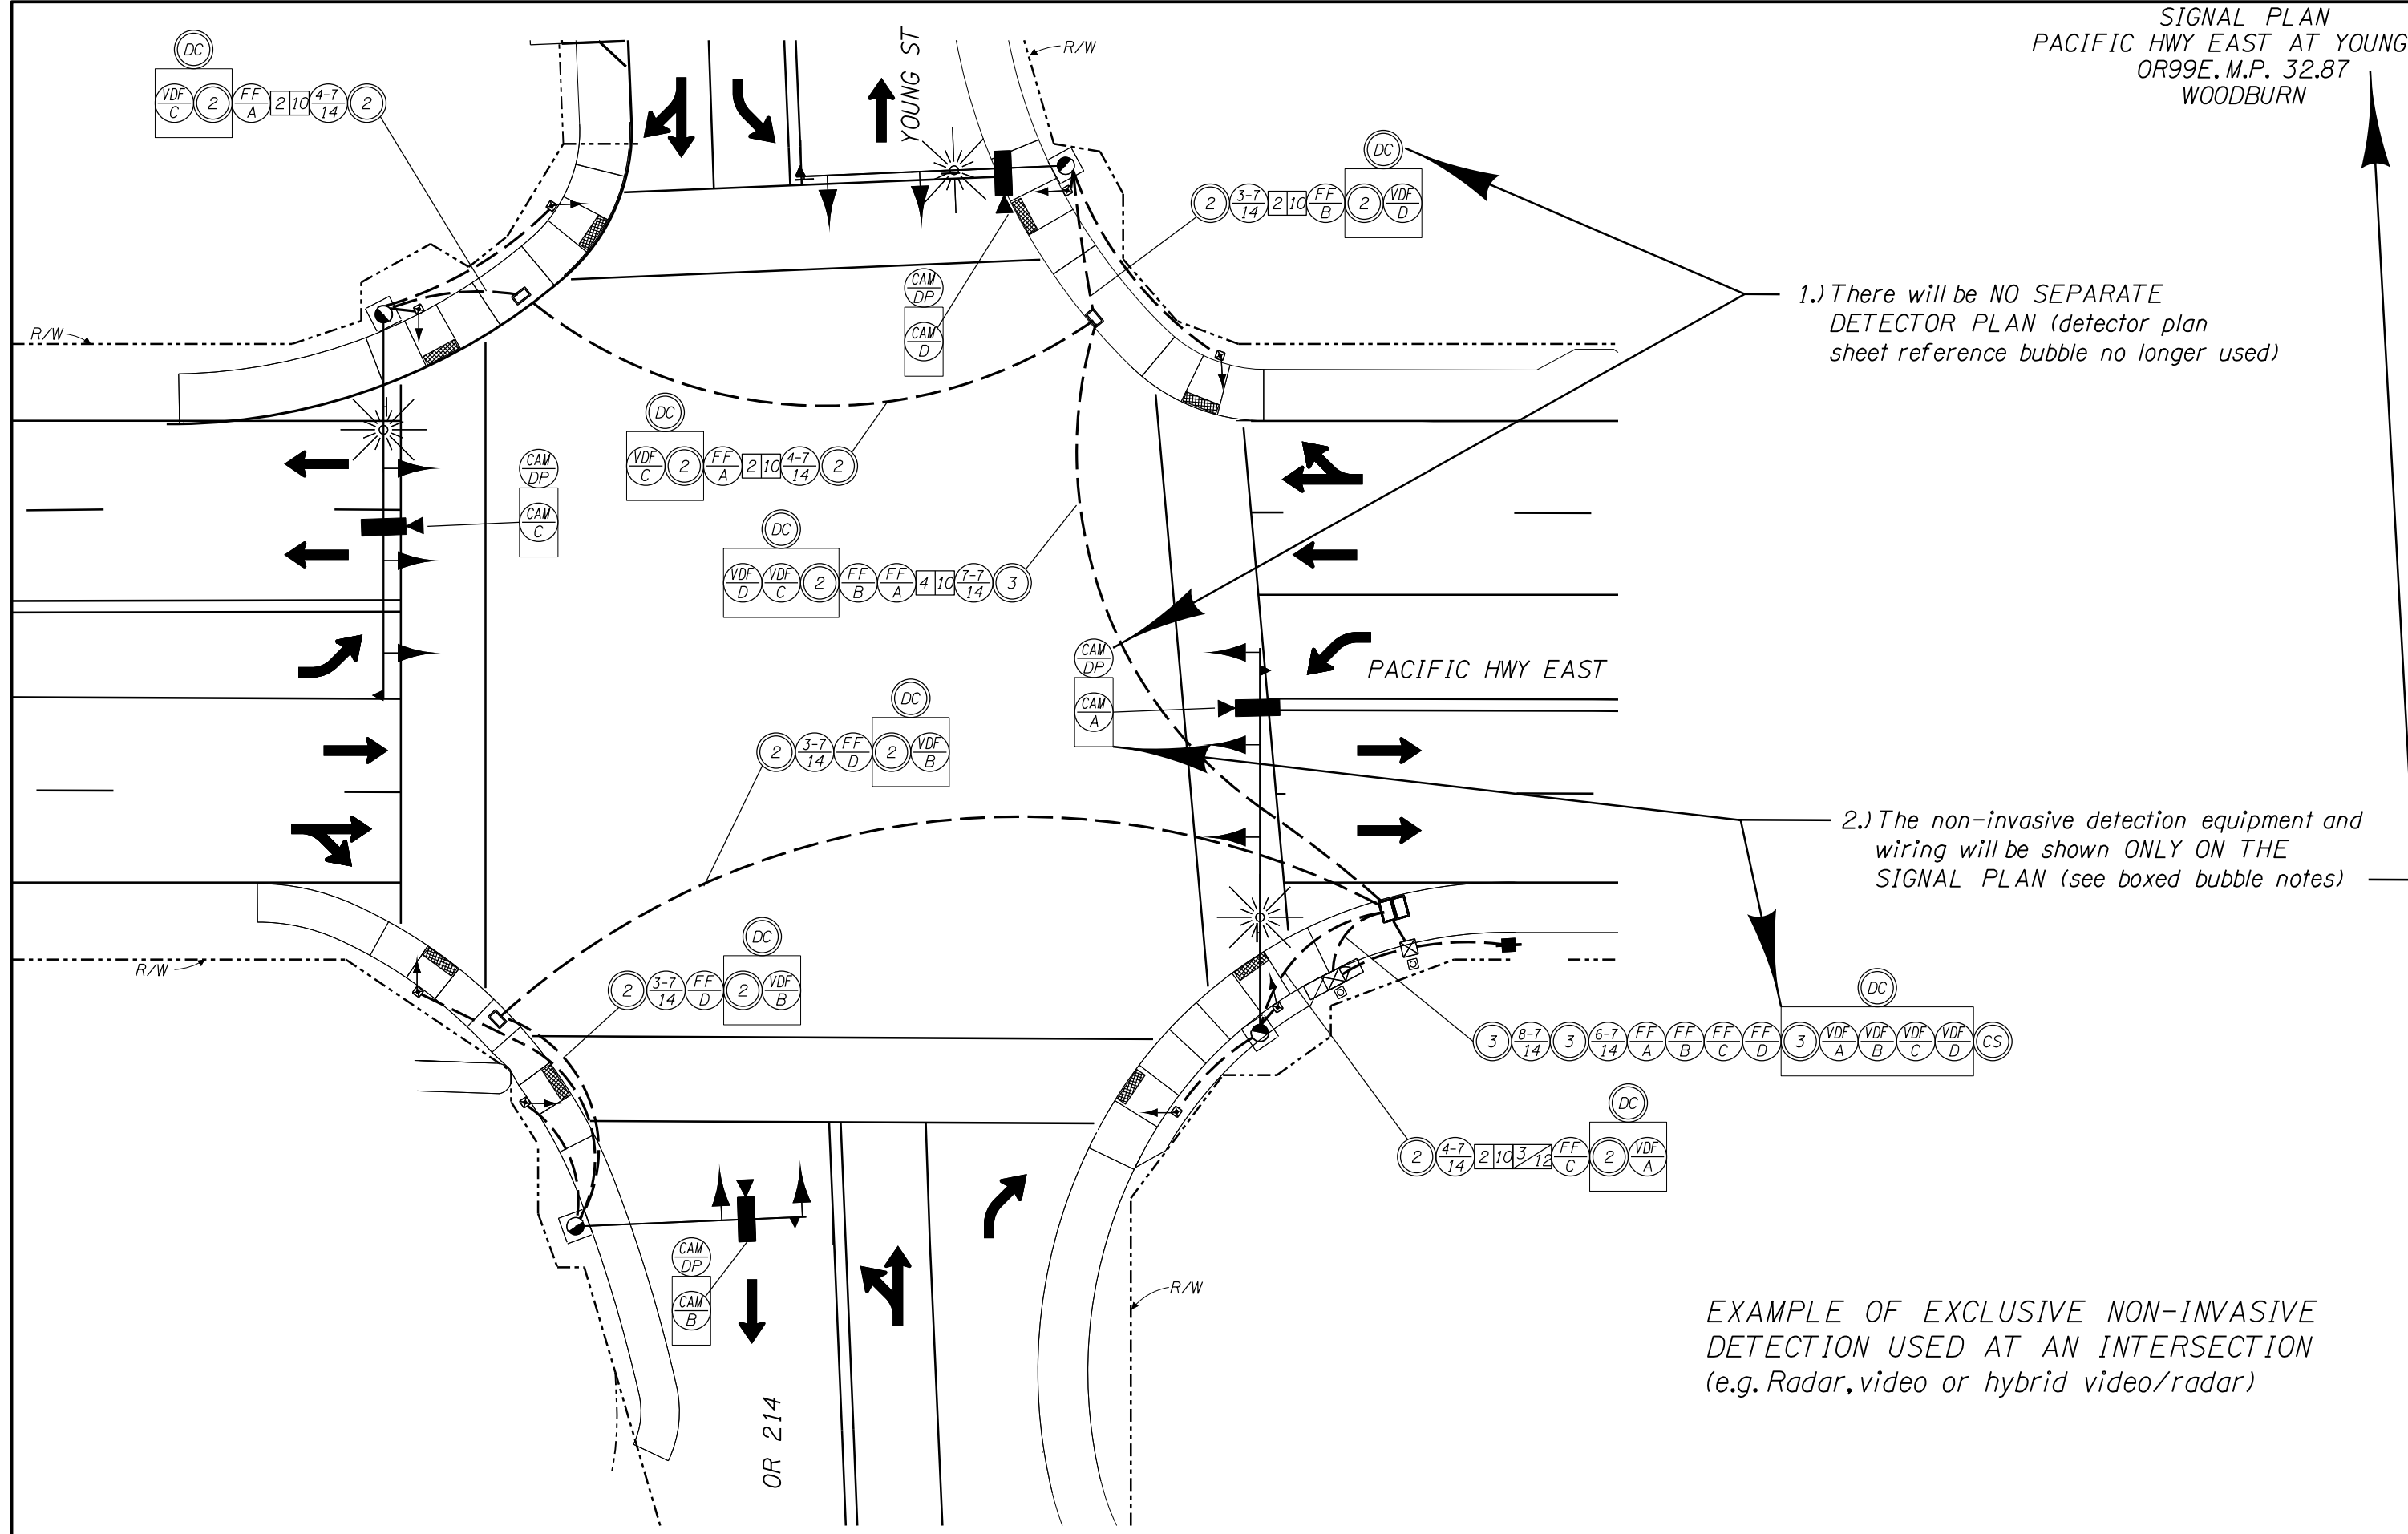 SIGNAL PLAN
PACIFIC HWY EAST AT YOUNG
OR99E, M.P. 32.87
WOODBURN
DC
VDF C 2 FF A 2 10 4-7 14 2
YOUNG ST
R/W
DC
2 3-7 14 2 10 FF B 2 VDF D
1.) There will be NO SEPARATE
DETECTOR PLAN (detector plan
sheet reference bubble no longer used)
CAM DP
CAM D
R/W
DC
VDF C 2 FF A 2 10 4-7 14 2
CAM DP
CAM C
DC
VDF D VDF C 2 FF B FF A 4 10 7-7 14 3
CAM DP
CAM A
PACIFIC HWY EAST
DC
2 3-7 14 FF D 2 VDF B
2.) The non-invasive detection equipment and
wiring will be shown ONLY ON THE
SIGNAL PLAN (see boxed bubble notes)
R/W
DC
2 3-7 14 FF D 2 VDF B
DC
3 8-7 14 3 6-7 14 FF A FF B FF C FF D 3 VDF A VDF B VDF C VDF D CS
DC
2 4-7 14 2 10 3 12 FF C 2 VDF A
CAM DP
CAM B
R/W
OR 214
EXAMPLE OF EXCLUSIVE NON-INVASIVE
DETECTION USED AT AN INTERSECTION
(e.g. Radar, video or hybrid video/radar)